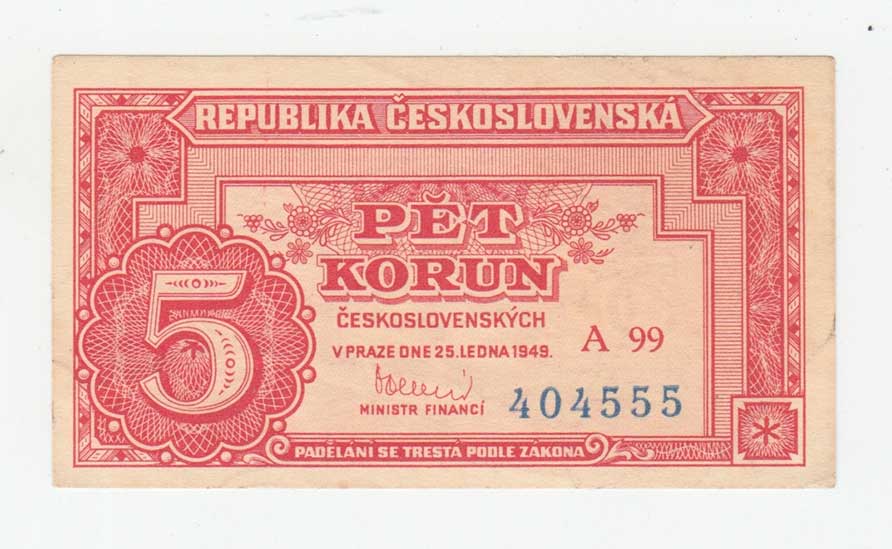 REPUBLIKA ČESKOSLOVENSKÁ
PĚT
KORUN
ČESKOSLOVENSKÝCH
V PRAZE DNE 25. LEDNA 1949.
A 99
MINISTR FINANCÍ
404555
5
PADĚLÁNÍ SE TRESTÁ PODLE ZÁKONA